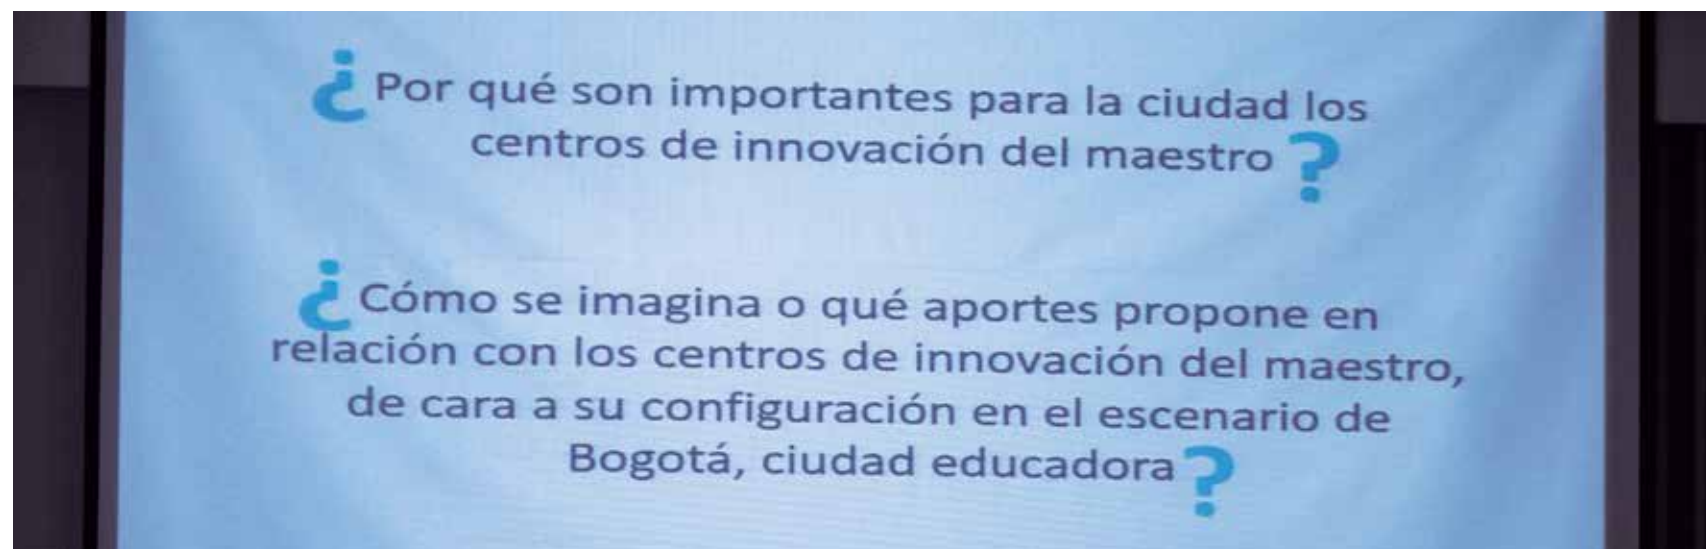 ¿Por qué son importantes para la ciudad los
centros de innovación del maestro?
¿Cómo se imagina o qué aportes propone en
relación con los centros de innovación del maestro,
de cara a su configuración en el escenario de
Bogotá, ciudad educadora?